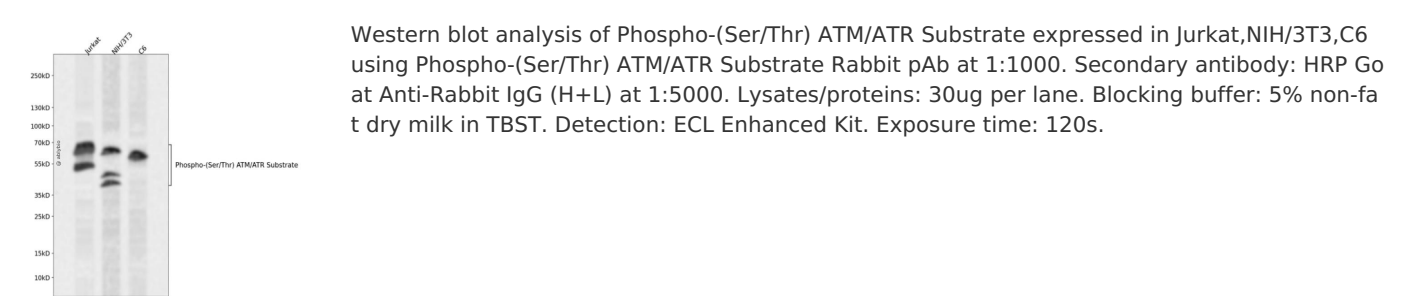 Jurkat
NIH/3T3
C6
250kD
130kD
100kD
70kD
55kD
35kD
25kD
15kD
10kD
Phospho-(Ser/Thr) ATM/ATR Substrate
Western blot analysis of Phospho-(Ser/Thr) ATM/ATR Substrate expressed in Jurkat,NIH/3T3,C6
using Phospho-(Ser/Thr) ATM/ATR Substrate Rabbit pAb at 1:1000. Secondary antibody: HRP Go
at Anti-Rabbit IgG (H+L) at 1:5000. Lysates/proteins: 30ug per lane. Blocking buffer: 5% non-fa
t dry milk in TBST. Detection: ECL Enhanced Kit. Exposure time: 120s.